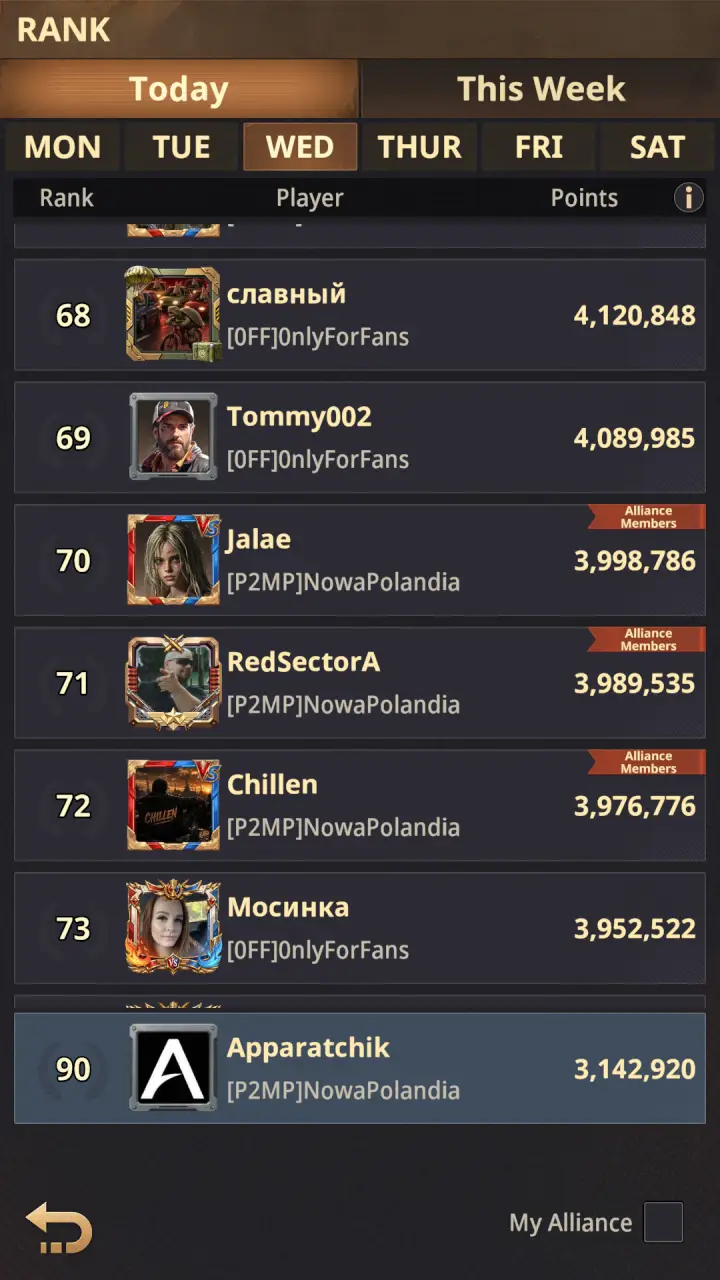 RANK
Today
This Week
MON
TUE
WED
THUR
FRI
SAT
Rank
Player
Points
68
славный
[0FF]0nlyForFans
4,120,848
69
Tommy002
[0FF]0nlyForFans
4,089,985
70
Jalae
[P2MP]NowaPolandia
Alliance
Members
3,998,786
71
RedSectorA
[P2MP]NowaPolandia
Alliance
Members
3,989,535
72
CHILLEN
Chillen
[P2MP]NowaPolandia
Alliance
Members
3,976,776
73
Мосинка
[0FF]0nlyForFans
3,952,522
90
Apparatchik
[P2MP]NowaPolandia
3,142,920
My Alliance